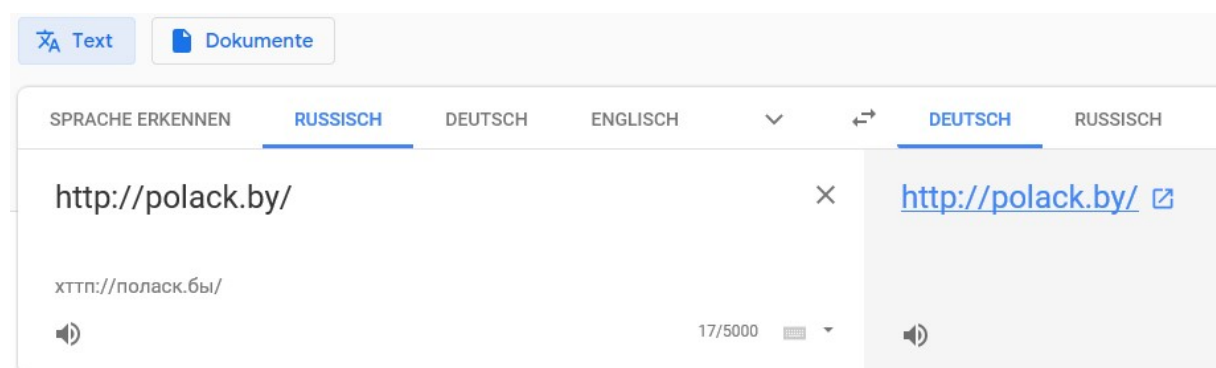 Text Dokumente
SPRACHE ERKENNEN RUSSISCH DEUTSCH ENGLISCH DEUTSCH RUSSISCH
http://polack.by/ http://polack.by/
хттп://поласк.бы/
17/5000